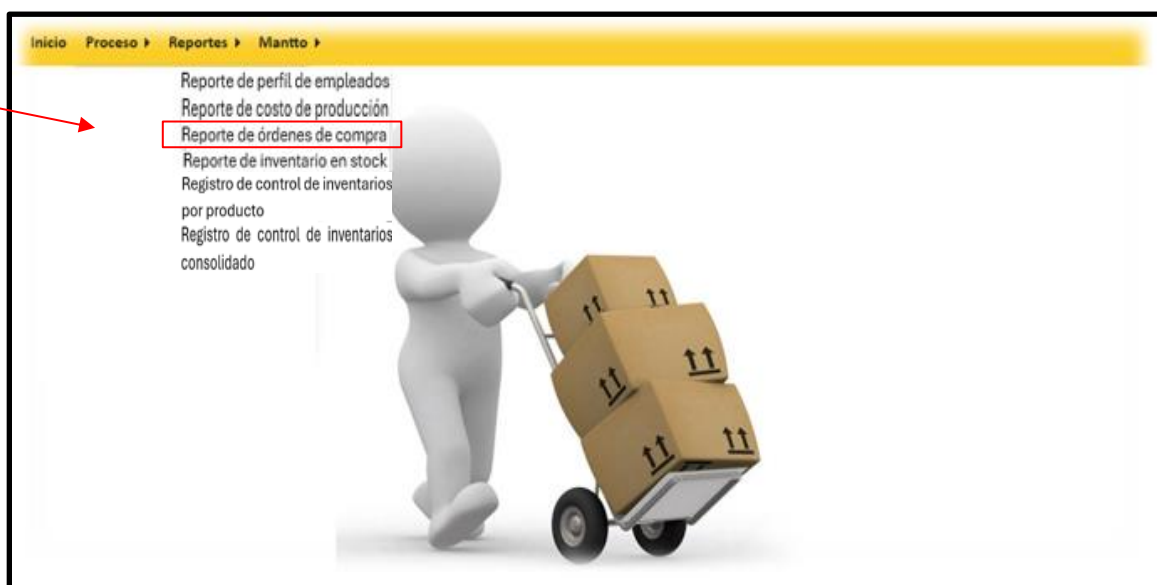 Inicio Proceso Reportes Mantto
Reporte de perfil de empleados
Reporte de costo de producción
Reporte de órdenes de compra
Reporte de inventario en stock
Registro de control de inventarios
por producto
Registro de control de inventarios
consolidado